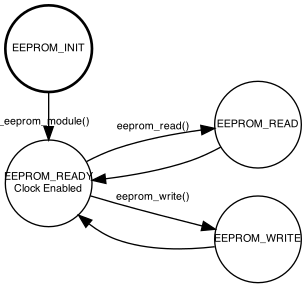 EEPROM_INIT
_eeprom_module()
eeprom_read()
EEPROM_READ
EEPROM_READY
Clock Enabled
eeprom_write()
EEPROM_WRITE